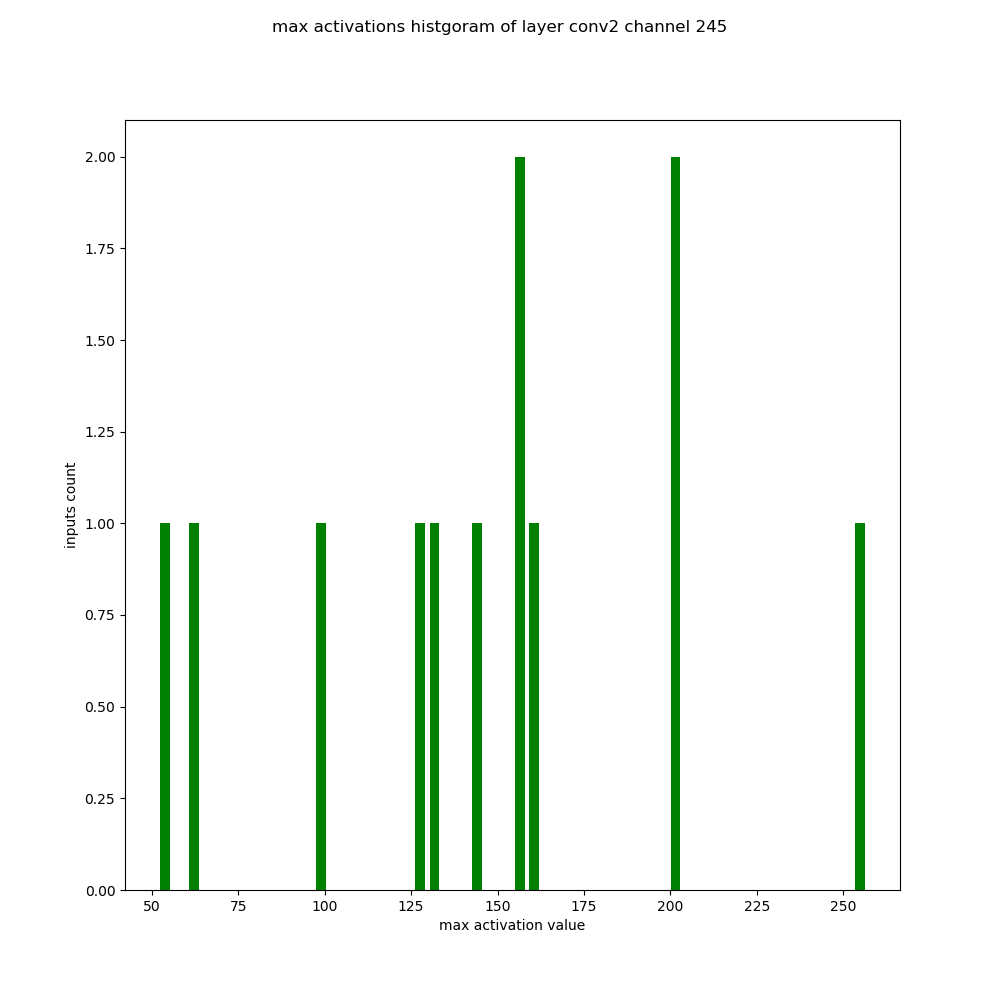 max activations histgoram of layer conv2 channel 245
2.00
1.75
1.50
1.25
1.00
0.75
0.50
0.25
0.00
inputs count
50 75 100 125 150 175 200 225 250
max activation value